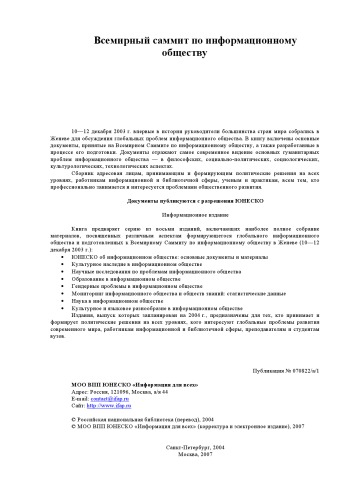 Всемирный саммит по информационному
обществу
10—12 декабря 2003 г. впервые в истории руководители большинства стран мира собрались в
Женеве для обсуждения глобальных проблем информационного общества. В книгу включены основные
документы, принятые на Всемирном Саммите по информационному обществу, а также разработанные в
процессе его подготовки. Документы отражают самое современное видение основных гуманитарных
проблем информационного общества — в философских, социально-политических, социологических,
культурологических, технологических аспектах.
Сборник адресован лицам, принимающим и формирующим политические решения на всех
уровнях, работникам информационной и библиотечной сферы, ученым и практикам, всем тем, кто
профессионально занимается и интересуется проблемами общественного развития.
Документы публикуются с разрешения ЮНЕСКО
Информационное издание
Книга предваряет серию из восьми изданий, включающих наиболее полное собрание
материалов, посвященных различным аспектам формирующегося глобального информационного
общества и подготовленных к Всемирному Саммиту по информационному обществу в Женеве (10—12
декабря 2003 г.):
• ЮНЕСКО об информационном обществе: основные документы и материалы
• Культурное наследие в информационном обществе
• Научные исследования по проблемам информационного общества
• Образование в информационном обществе
• Гендерные проблемы в информационном обществе
• Мониторинг информационного общества и обществ знаний: статистические данные
• Наука в информационном обществе
• Культурное и языковое разнообразие в информационном обществе
Издания, выпуск которых запланирован на 2004 г., предназначены для тех, кто принимает и
формирует политические решения на всех уровнях, кого интересуют глобальные проблемы развития
современного мира, работникам информационной и библиотечной сферы, преподавателям и студентам
вузов.
Публикация № 070822/s/1
МОО ВПП ЮНЕСКО «Информация для всех»
Адрес: Россия, 121096, Москва, а/я 44
E-mail: contact@ifap.ru
Сайт: http://www.ifap.ru
© Российская национальная библиотека (перевод), 2004
© МОО ВПП ЮНЕСКО «Информация для всех» (корректура и электронное издание), 2007
Санкт-Петербург, 2004
Москва, 2007